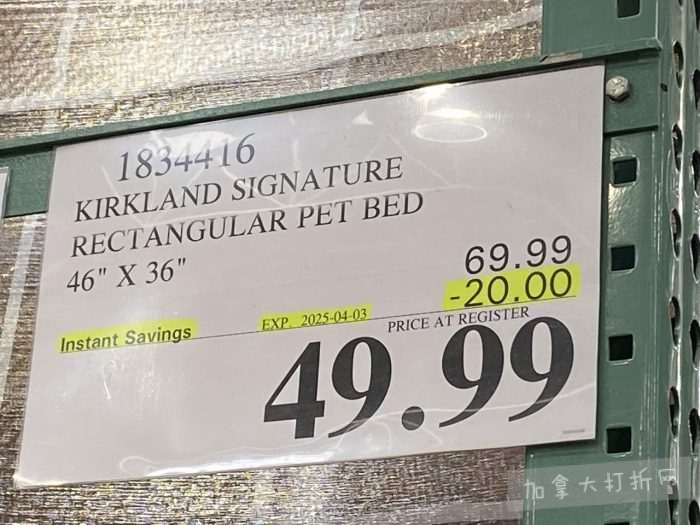 1834416
KIRKLAND SIGNATURE
RECTANGULAR PET BED
46" X 36"
69.99
-20.00
Instant Savings
EXP. 2025-04-03
PRICE AT REGISTER
49.99
加拿大打折网